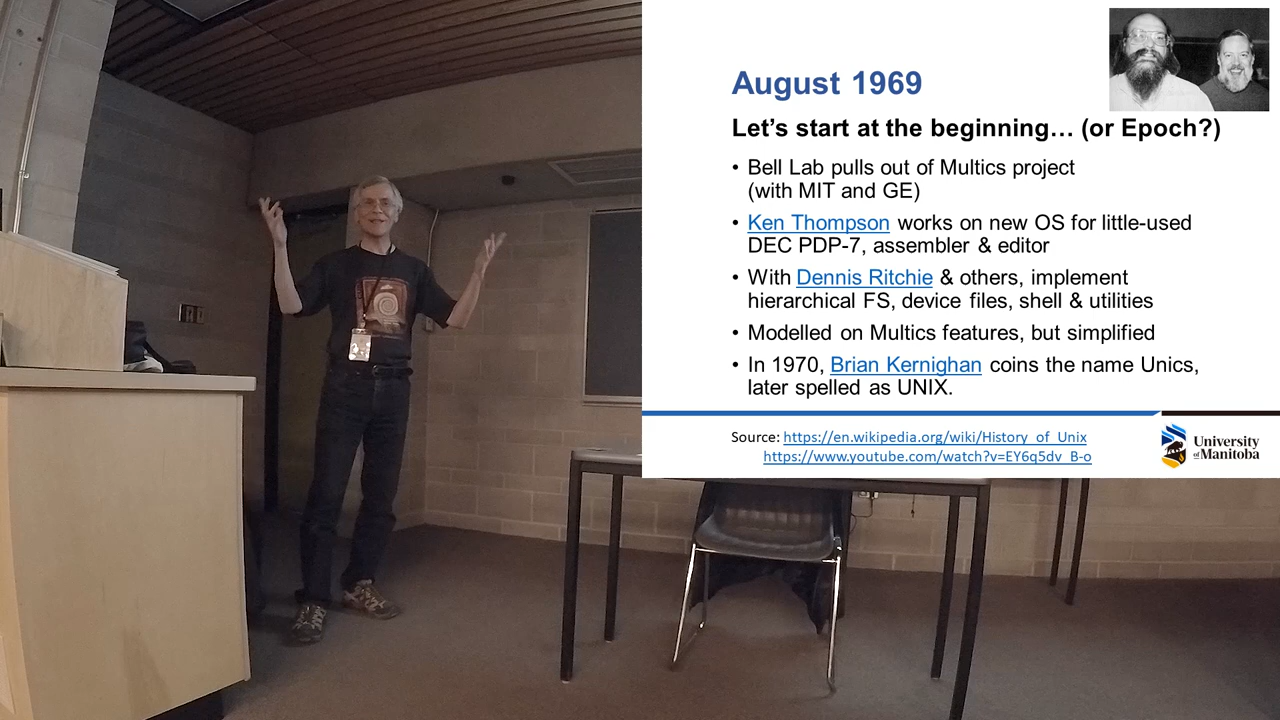 August 1969
Let's start at the beginning… (or Epoch?)
• Bell Lab pulls out of Multics project
(with MIT and GE)
• Ken Thompson works on new OS for little-used
DEC PDP-7, assembler & editor
• With Dennis Ritchie & others, implement
hierarchical FS, device files, shell & utilities
• Modelled on Multics features, but simplified
• In 1970, Brian Kernighan coins the name Unics,
later spelled as UNIX.
Source: https://en.wikipedia.org/wiki/History_of_Unix
https://www.youtube.com/watch?v=EY6q5dv_B-o
University
of Manitoba